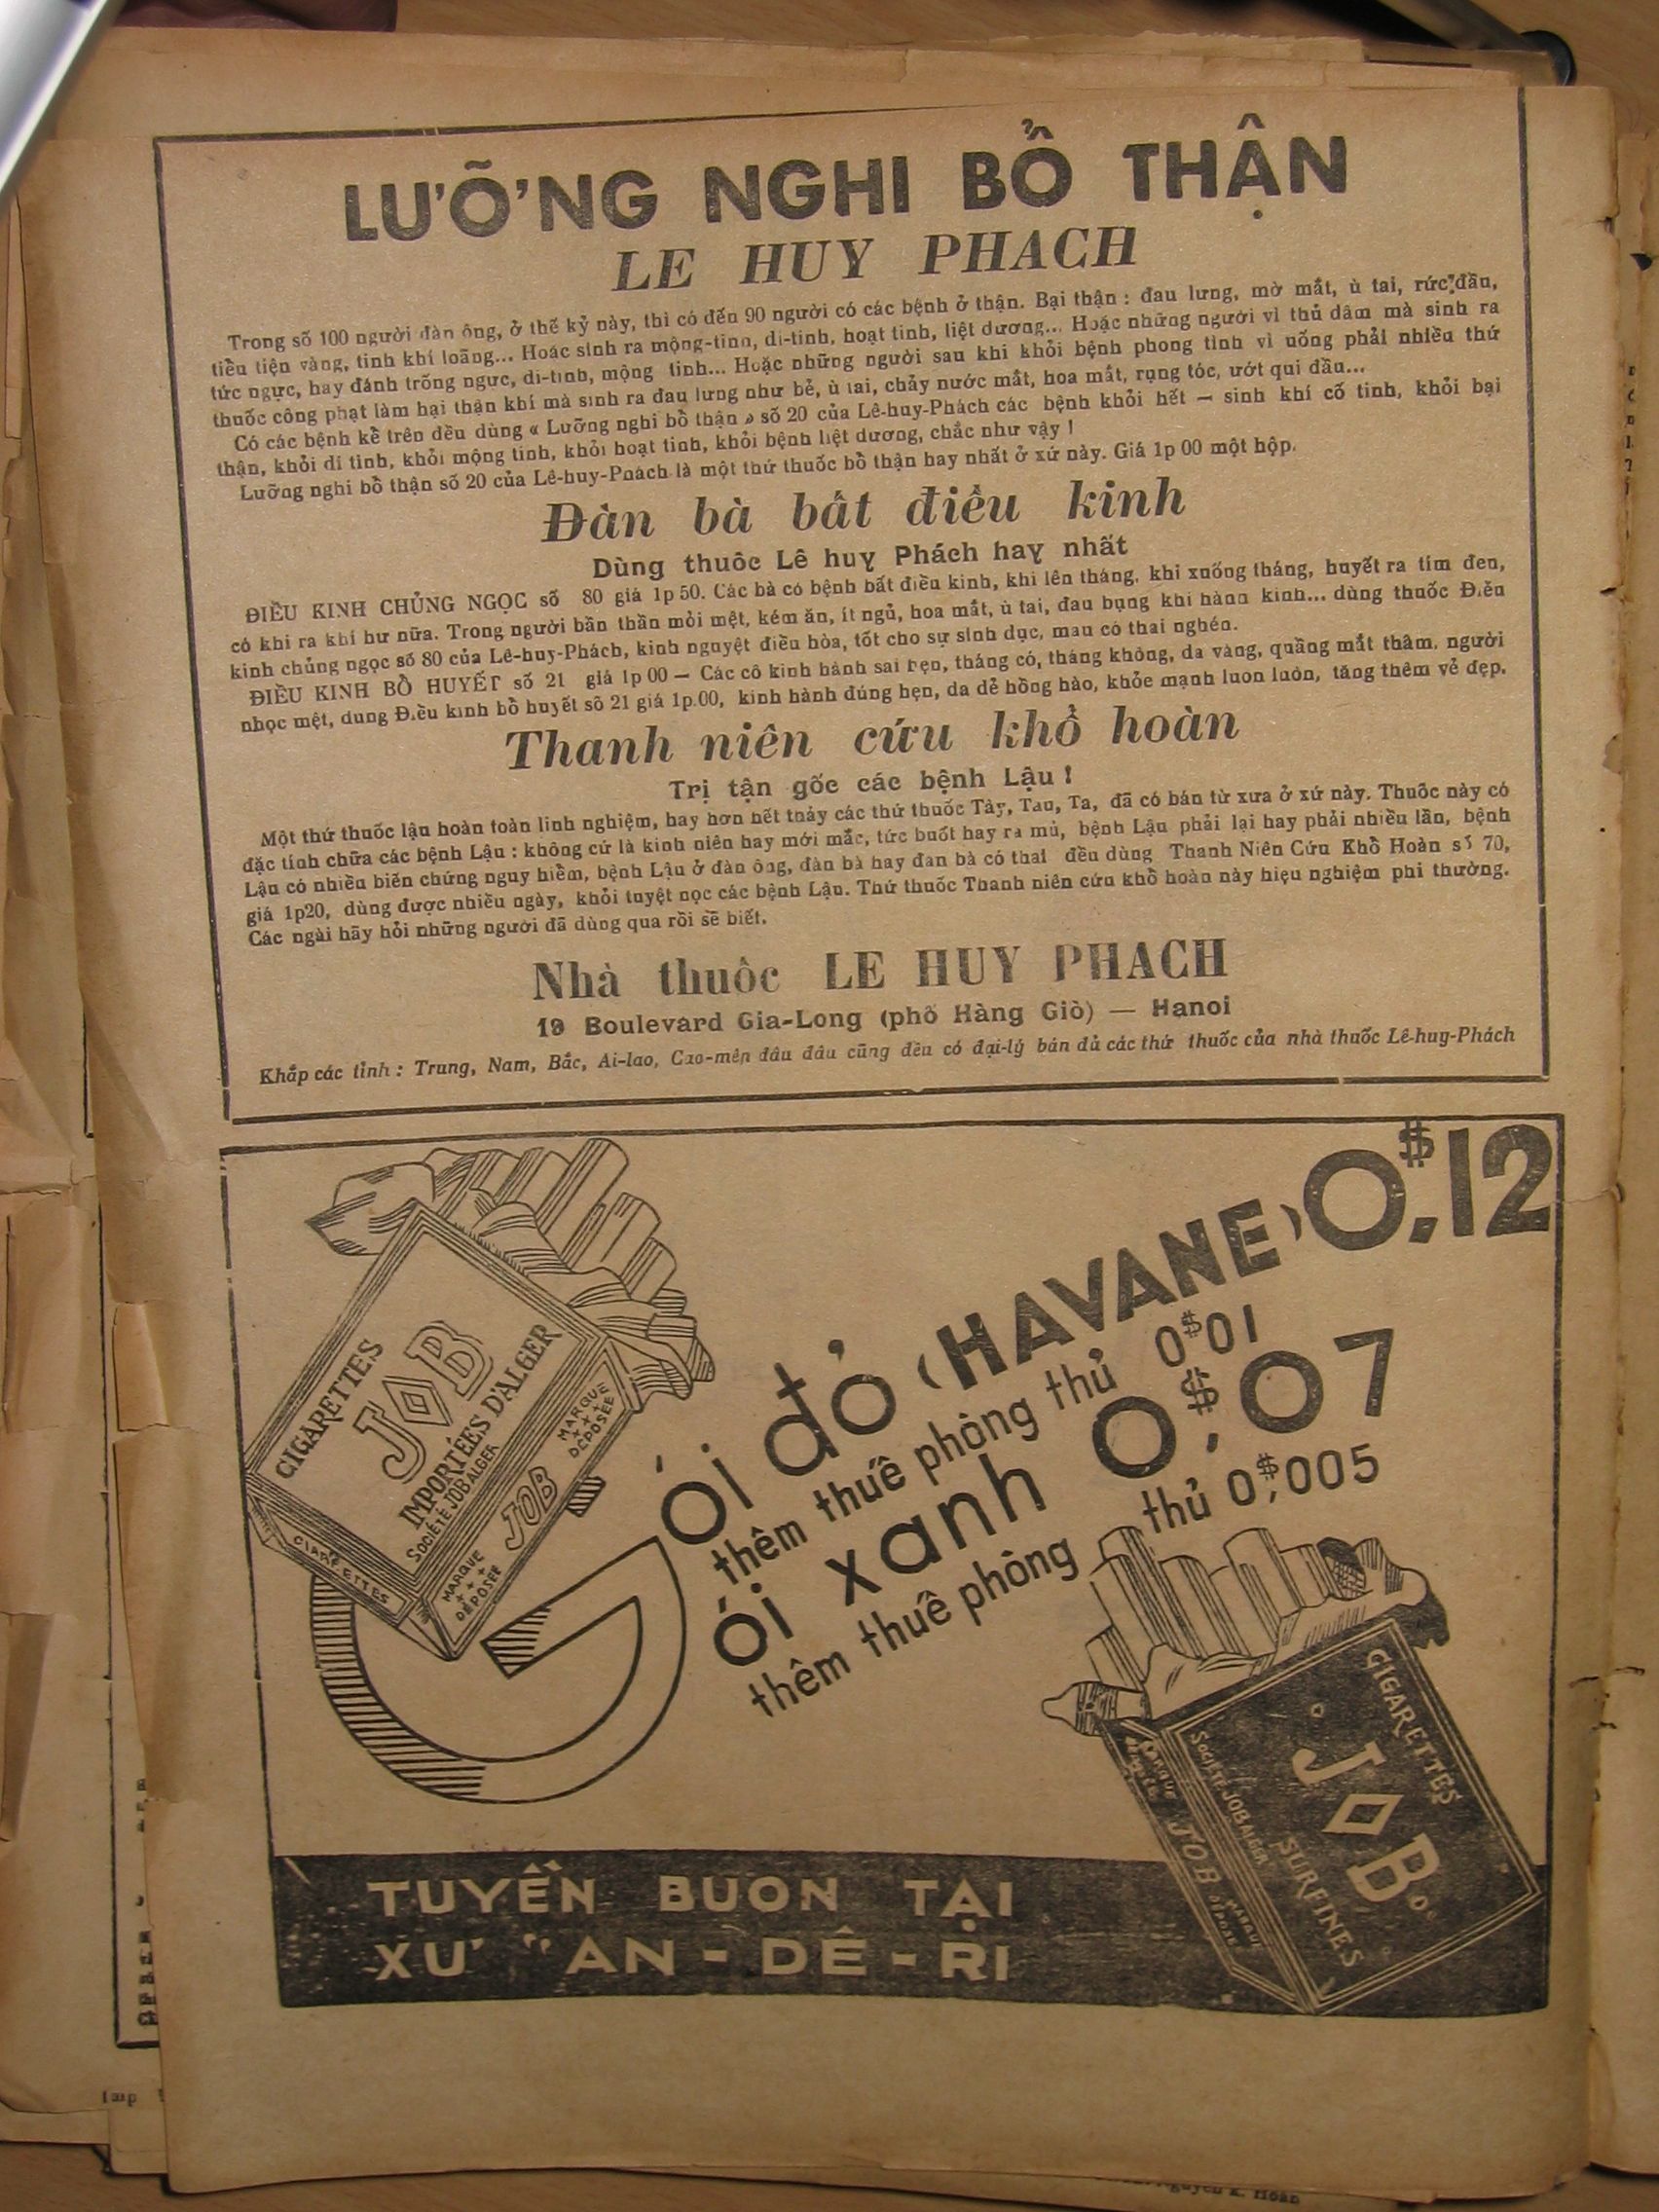 LƯỠNG NGHI BỔ THẬN
LE HUY PHACH
Trong số 100 người đàn ông, ở thế kỷ này, thì có đến 90 người có các bệnh ở thận. Bại thận : đau lưng, mờ mắt, ù tai, rức đầu,
tiểu tiện vàng, tinh khí loãng... Hoặc sinh ra mộng-tinh, di-tinh, hoạt tinh, liệt dương... Hoặc những người vì thủ dâm mà sinh ra
tức ngực, hay đánh trống ngực, di-tinh, mộng tinh... Hoặc những người sau khi khỏi bệnh phong tình vì uống phải nhiều thứ
thuốc công phạt làm hại thận khí mà sinh ra đau lưng như bẻ, ù tai, chảy nước mắt, hoa mắt, rụng tóc, ướt qui đầu...
Có các bệnh kể trên đều dùng « Lưỡng nghi bổ thận » số 20 của Lê-huy-Phách các bệnh khỏi hết — sinh khí cố tinh, khỏi bại
thận, khỏi di tinh, khỏi mộng tinh, khỏi hoạt tinh, khỏi bệnh liệt dương, chắc như vậy !
Lưỡng nghi bổ thận số 20 của Lê-huy-Phách là một thứ thuốc bổ thận hay nhất ở xứ này. Giá 1p 00 một hộp.
Đàn bà bất điều kinh
Dùng thuốc Lê huy Phách hay nhất
ĐIỀU KINH CHỦNG NGỌC số 80 giá 1p 50. Các bà có bệnh bất điều kinh, khi lên tháng, khi xuống tháng, huyết ra tím đen,
có khi ra khí hư nữa. Trong người bần thần mỏi mệt, kém ăn, ít ngủ, hoa mắt, ù tai, đau bụng khi hành kinh... dùng thuốc Điều
kinh chủng ngọc số 80 của Lê-huy-Phách, kinh nguyệt điều hòa, tốt cho sự sinh dục, mau có thai nghén.
ĐIỀU KINH BỔ HUYẾT số 21 giá 1p 00 — Các cô kinh hành sai hẹn, tháng có, tháng không, da vàng, quầng mắt thâm, người
nhọc mệt, dung Điều kinh bổ huyết số 21 giá 1p.00, kinh hành đúng hẹn, da dẻ hồng hào, khỏe mạnh luôn luôn, tăng thêm vẻ đẹp.
Thanh niên cứu khổ hoàn
Trị tận gốc các bệnh Lậu !
Một thứ thuốc lậu hoàn toàn linh nghiệm, hay hơn hết thảy các thứ thuốc Tây, Tau, Ta, đã có bán từ xưa ở xứ này. Thuốc này có
đặc tính chữa các bệnh Lậu : không cứ là kinh niên hay mới mắc, tức buốt hay ra mủ, bệnh Lậu phải lại hay phải nhiều lần, bệnh
Lậu có nhiều biến chứng nguy hiểm, bệnh Lậu ở đàn ông, đàn bà hay đan bà có thai đều dùng Thanh Niên Cứu Khổ Hoàn số 70,
giá 1p20, dùng được nhiều ngày, khỏi tuyệt nọc các bệnh Lậu. Thứ thuốc Thanh niên cứu khổ hoàn này hiệu nghiệm phi thường.
Các ngài hãy hỏi những người đã dùng qua rồi sẽ biết.
Nhà thuốc LE HUY PHACH
19 Boulevard Gia-Long (phố Hàng Giò) — Hanoi
Khắp các tỉnh : Trung, Nam, Bắc, Ai-lao, Cao-mên đâu đâu cũng đều có đại-lý bán đủ các thứ thuốc của nhà thuốc Lê-huy-Phách
Gói đỏ (HAVANE) 0$,12
thêm thuê phòng thủ 0$01
Gói xanh 0$,07
thêm thuê phòng thủ 0$,005
CIGARETTES
JOB
IMPORTÉES D'ALGER
SOCIÉTÉ JOB ALGER
MARQUE DÉPOSÉE
JOB
MARQUE DÉPOSÉE
CIGARETTES
CIGARETTES
JOB
SURFINES
SOCIÉTÉ JOB ALGER
MARQUE DÉPOSÉE
JOB
MARQUE DÉPOSÉE
TUYỀN BUON TẠI
XƯ "AN - DÊ - RI